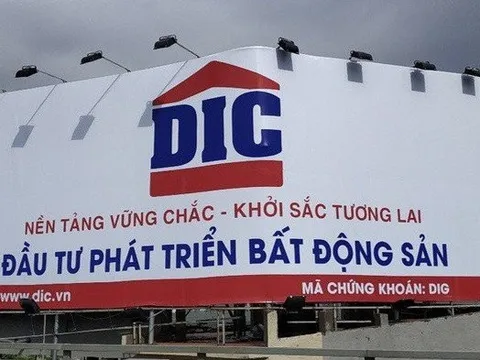 DIC
NỀN TẢNG VỮNG CHẮC - KHỞI SẮC TƯƠNG LAI
ĐẦU TƯ PHÁT TRIỂN BẤT ĐỘNG SẢN
www.dic.vn MÃ CHỨNG KHOÁN: DIG